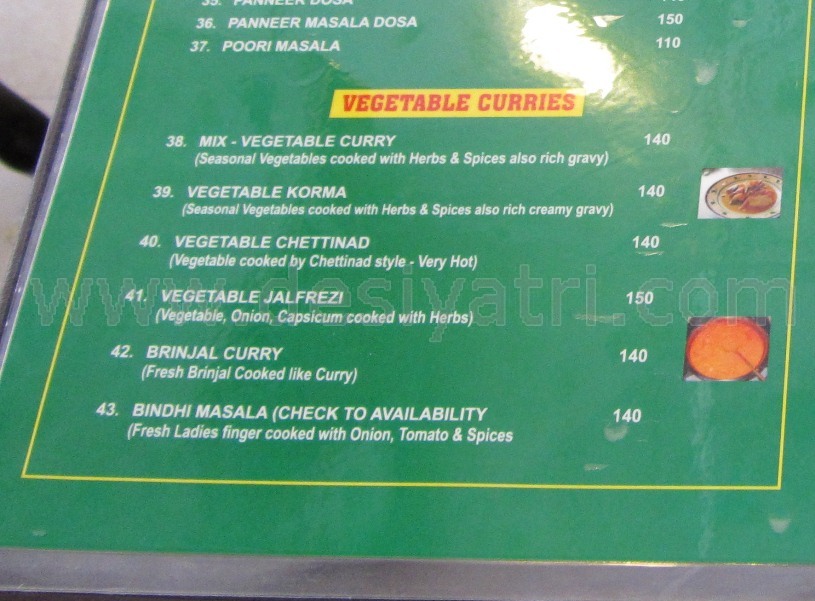 35. PANNEER DOSA
36. PANNEER MASALA DOSA 150
37. POORI MASALA 110
VEGETABLE CURRIES
38. MIX - VEGETABLE CURRY 140
(Seasonal Vegetables cooked with Herbs & Spices also rich gravy)
39. VEGETABLE KORMA 140
(Seasonal Vegetables cooked with Herbs & Spices also rich creamy gravy)
40. VEGETABLE CHETTINAD 140
(Vegetable cooked by Chettinad style - Very Hot)
www.desiyatri.com
41. VEGETABLE JALFREZI 150
(Vegetable, Onion, Capsicum cooked with Herbs)
42. BRINJAL CURRY 140
(Fresh Brinjal Cooked like Curry)
43. BINDHI MASALA (CHECK TO AVAILABILITY 140
(Fresh Ladies finger cooked with Onion, Tomato & Spices